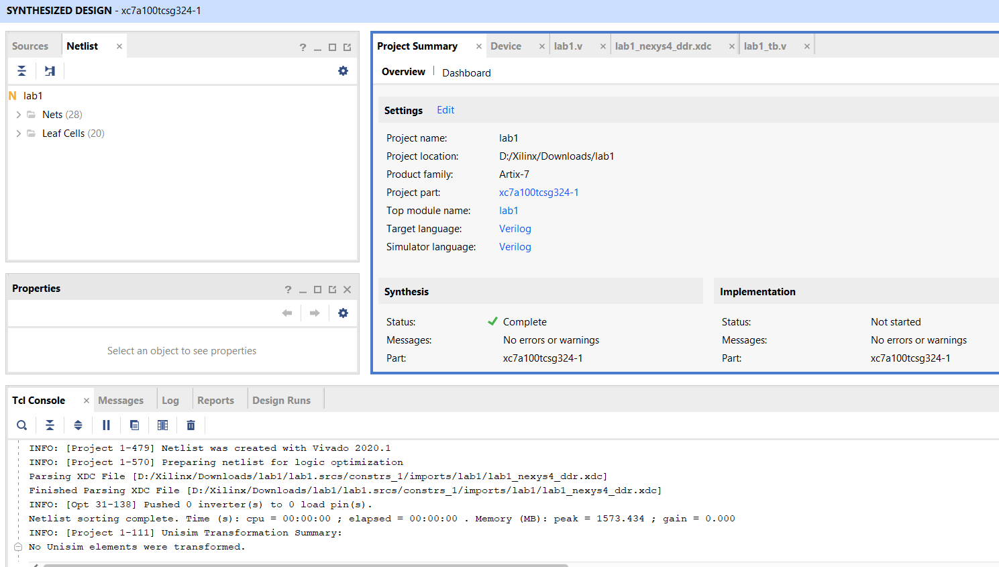 SYNTHESIZED DESIGN - xc7a100tcsg324-1
Sources Netlist
lab1
Nets (28)
Leaf Cells (20)
Properties
Select an object to see properties
Project Summary Device lab1.v lab1_nexys4_ddr.xdc lab1_tb.v
Overview Dashboard
Settings Edit
Project name: lab1
Project location: D:/Xilinx/Downloads/lab1
Product family: Artix-7
Project part: xc7a100tcsg324-1
Top module name: lab1
Target language: Verilog
Simulator language: Verilog
Synthesis
Status: Complete
Messages: No errors or warnings
Part: xc7a100tcsg324-1
Implementation
Status: Not started
Messages: No errors or warnings
Part: xc7a100tcsg324-1
Tcl Console Messages Log Reports Design Runs
INFO: [Project 1-479] Netlist was created with Vivado 2020.1
INFO: [Project 1-570] Preparing netlist for logic optimization
Parsing XDC File [D:/Xilinx/Downloads/lab1/lab1.srcs/constrs_1/imports/lab1/lab1_nexys4_ddr.xdc]
Finished Parsing XDC File [D:/Xilinx/Downloads/lab1/lab1.srcs/constrs_1/imports/lab1/lab1_nexys4_ddr.xdc]
INFO: [Opt 31-138] Pushed 0 inverter(s) to 0 load pin(s).
Netlist sorting complete. Time (s): cpu = 00:00:00 ; elapsed = 00:00:00 . Memory (MB): peak = 1573.434 ; gain = 0.000
INFO: [Project 1-111] Unisim Transformation Summary:
No Unisim elements were transformed.